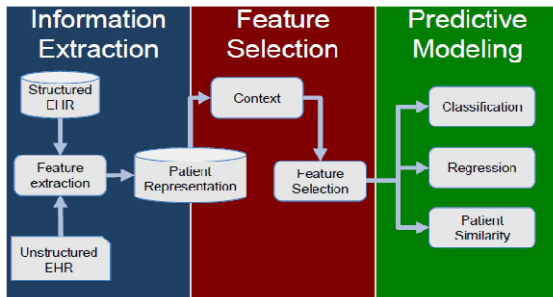 Information
Extraction
Feature
Selection
Predictive
Modeling
Structured
EHR
Feature
extraction
Unstructured
EHR
Patient
Representation
Context
Feature
Selection
Classification
Regression
Patient
Similarity